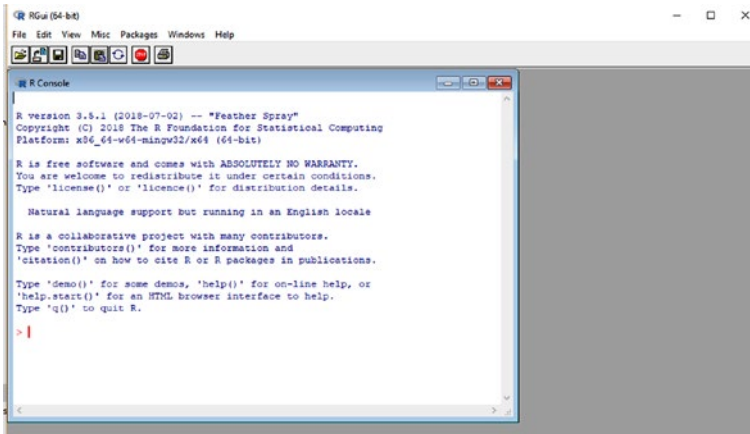 RGui (64-bit)
File Edit View Misc Packages Windows Help
R Console
R version 3.5.1 (2018-07-02) -- "Feather Spray"
Copyright (C) 2018 The R Foundation for Statistical Computing
Platform: x86_64-w64-mingw32/x64 (64-bit)
R is free software and comes with ABSOLUTELY NO WARRANTY.
You are welcome to redistribute it under certain conditions.
Type 'license()' or 'licence()' for distribution details.
Natural language support but running in an English locale
R is a collaborative project with many contributors.
Type 'contributors()' for more information and
'citation()' on how to cite R or R packages in publications.
Type 'demo()' for some demos, 'help()' for on-line help, or
'help.start()' for an HTML browser interface to help.
Type 'q()' to quit R.
>